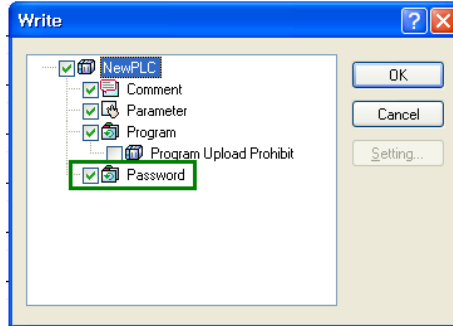 Write
NewPLC
OK
Comment
Parameter
Cancel
Program
Program Upload Prohibit
Setting...
Password